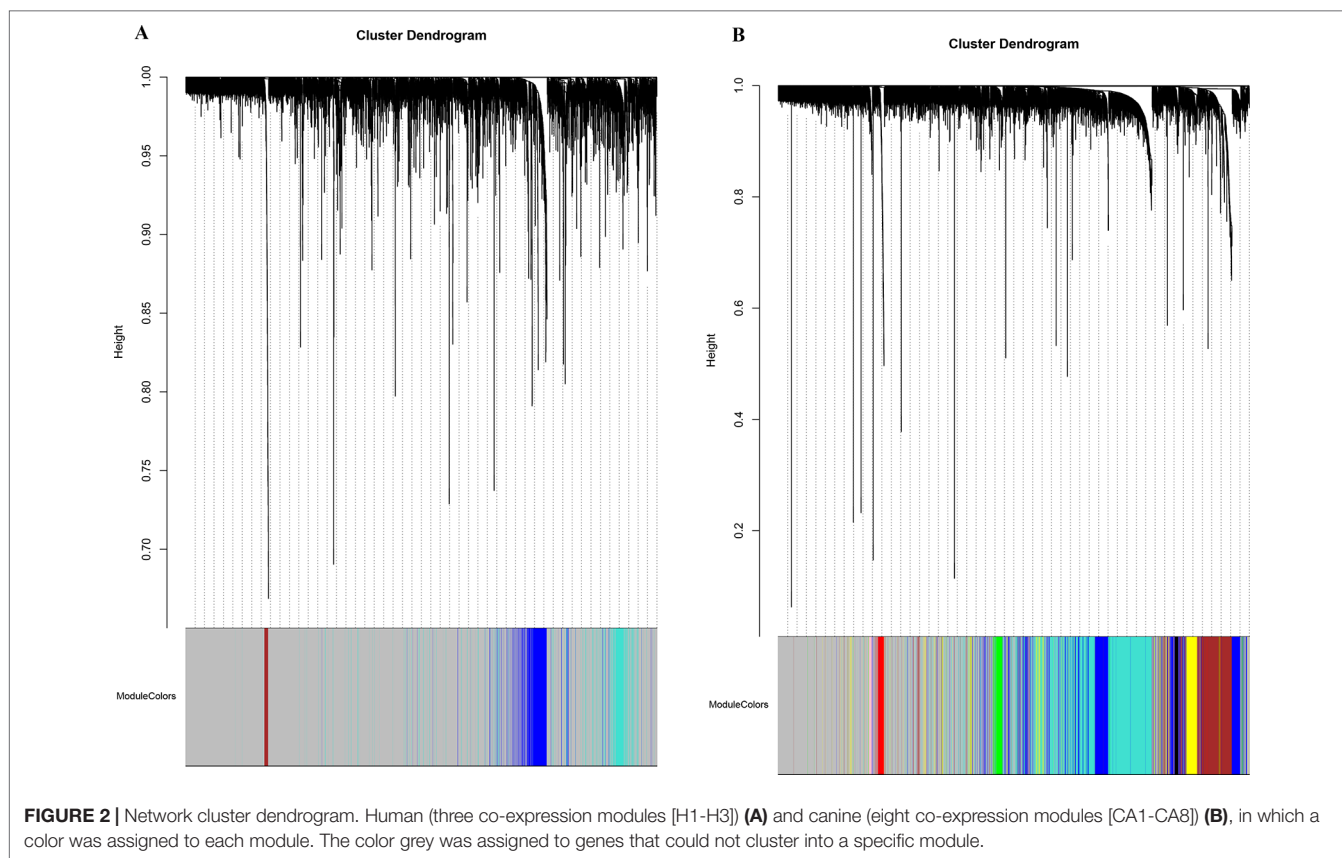 A
Cluster Dendrogram
Height
1.00
0.95
0.90
0.85
0.80
0.75
0.70
ModuleColors
B
Cluster Dendrogram
Height
1.0
0.8
0.6
0.4
0.2
ModuleColors
FIGURE 2 | Network cluster dendrogram. Human (three co-expression modules [H1-H3]) (A) and canine (eight co-expression modules [CA1-CA8]) (B), in which a
color was assigned to each module. The color grey was assigned to genes that could not cluster into a specific module.